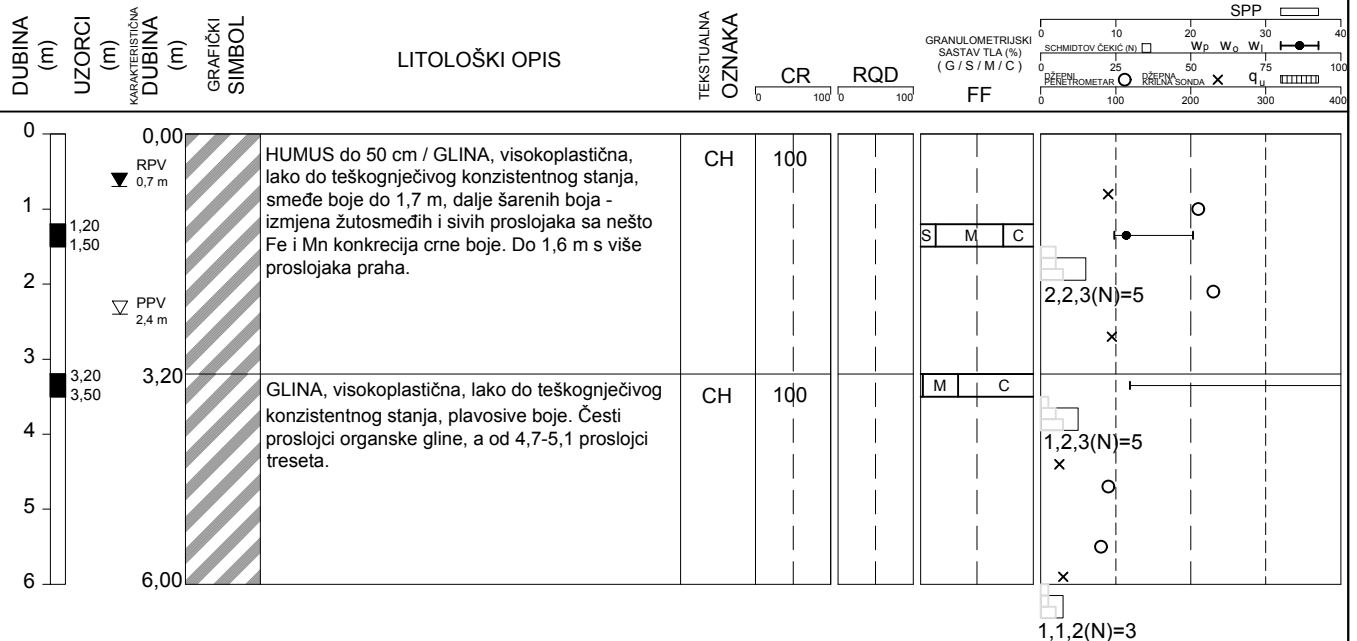 DUBINA (m)
UZORCI (m)
KARAKTERISTIČNA DUBINA (m)
GRAFIČKI SIMBOL
LITOLOŠKI OPIS
TEKSTUALNA OZNAKA
CR
0 100
RQD
0 100
GRANULOMETRIJSKI
SASTAV TLA (%)
( G / S / M / C )
FF
SPP
0 10 20 30 40
SCHMIDTOV ČEKIĆ (N) Wp Wo Wl
0 25 50 75 100
DŽEPNI PENETROMETAR DŽEPNA KRILNA SONDA qu
0 100 200 300 400
0
0,00
RPV
0,7 m
HUMUS do 50 cm / GLINA, visokoplastična,
lako do teškognječivog konzistentnog stanja,
smeđe boje do 1,7 m, dalje šarenih boja -
izmjena žutosmeđih i sivih proslojaka sa nešto
Fe i Mn konkrecija crne boje. Do 1,6 m s više
proslojaka praha.
CH
100
1
1,20
1,50
S M C
2
2,2,3(N)=5
PPV
2,4 m
3
3,20
3,50
3,20
GLINA, visokoplastična, lako do teškognječivog
konzistentnog stanja, plavosive boje. Česti
proslojci organske gline, a od 4,7-5,1 proslojci
treseta.
CH
100
M C
4
1,2,3(N)=5
5
6
6,00
1,1,2(N)=3